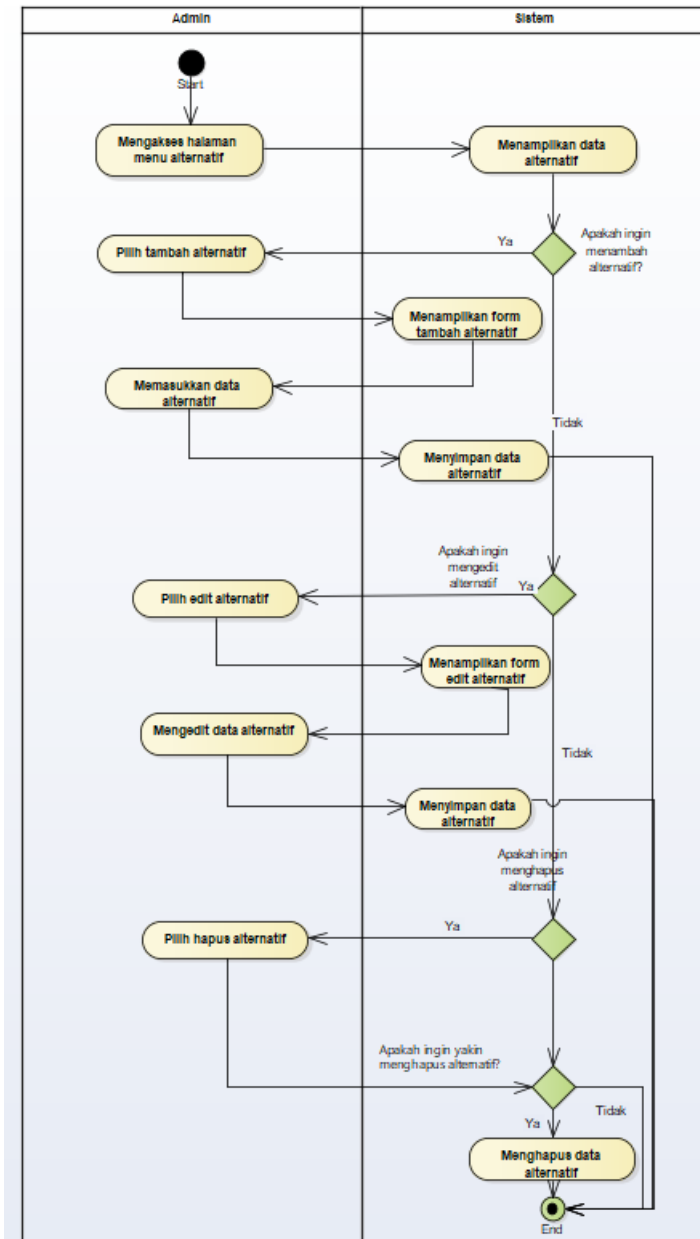 Admin
Sistem
Start
Mengakses halaman
menu alternatif
Menampilkan data
alternatif
Apakah ingin
menambah
alternatif?
Ya
Pilih tambah alternatif
Menampilkan form
tambah alternatif
Memasukkan data
alternatif
Tidak
Menyimpan data
alternatif
Apakah ingin
mengedit
alternatif
Ya
Pilih edit alternatif
Menampilkan form
edit alternatif
Mengedit data alternatif
Tidak
Menyimpan data
alternatif
Apakah ingin
menghapus
alternatif
Ya
Pilih hapus alternatif
Apakah ingin yakin
menghapus alternatif?
Tidak
Ya
Menghapus data
alternatif
End